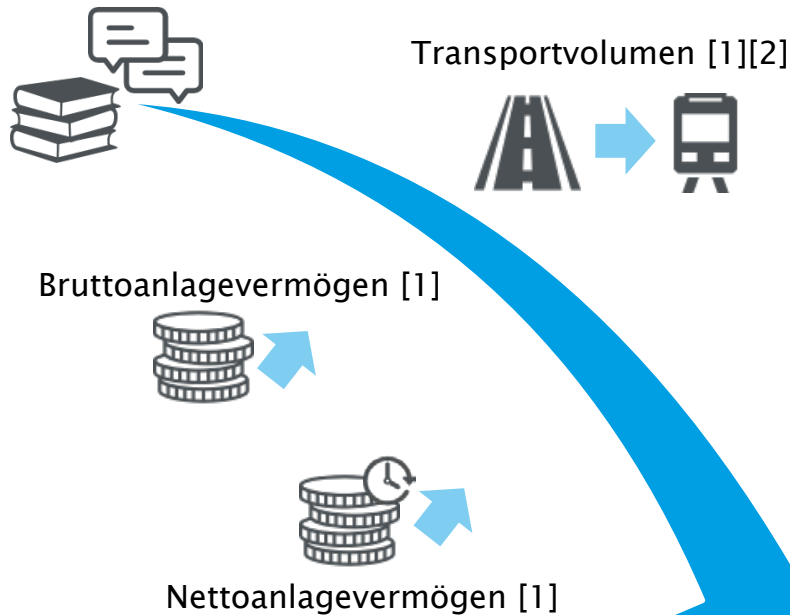 Transportvolumen [1][2]
Bruttoanlagevermögen [1]
Nettoanlagevermögen [1]